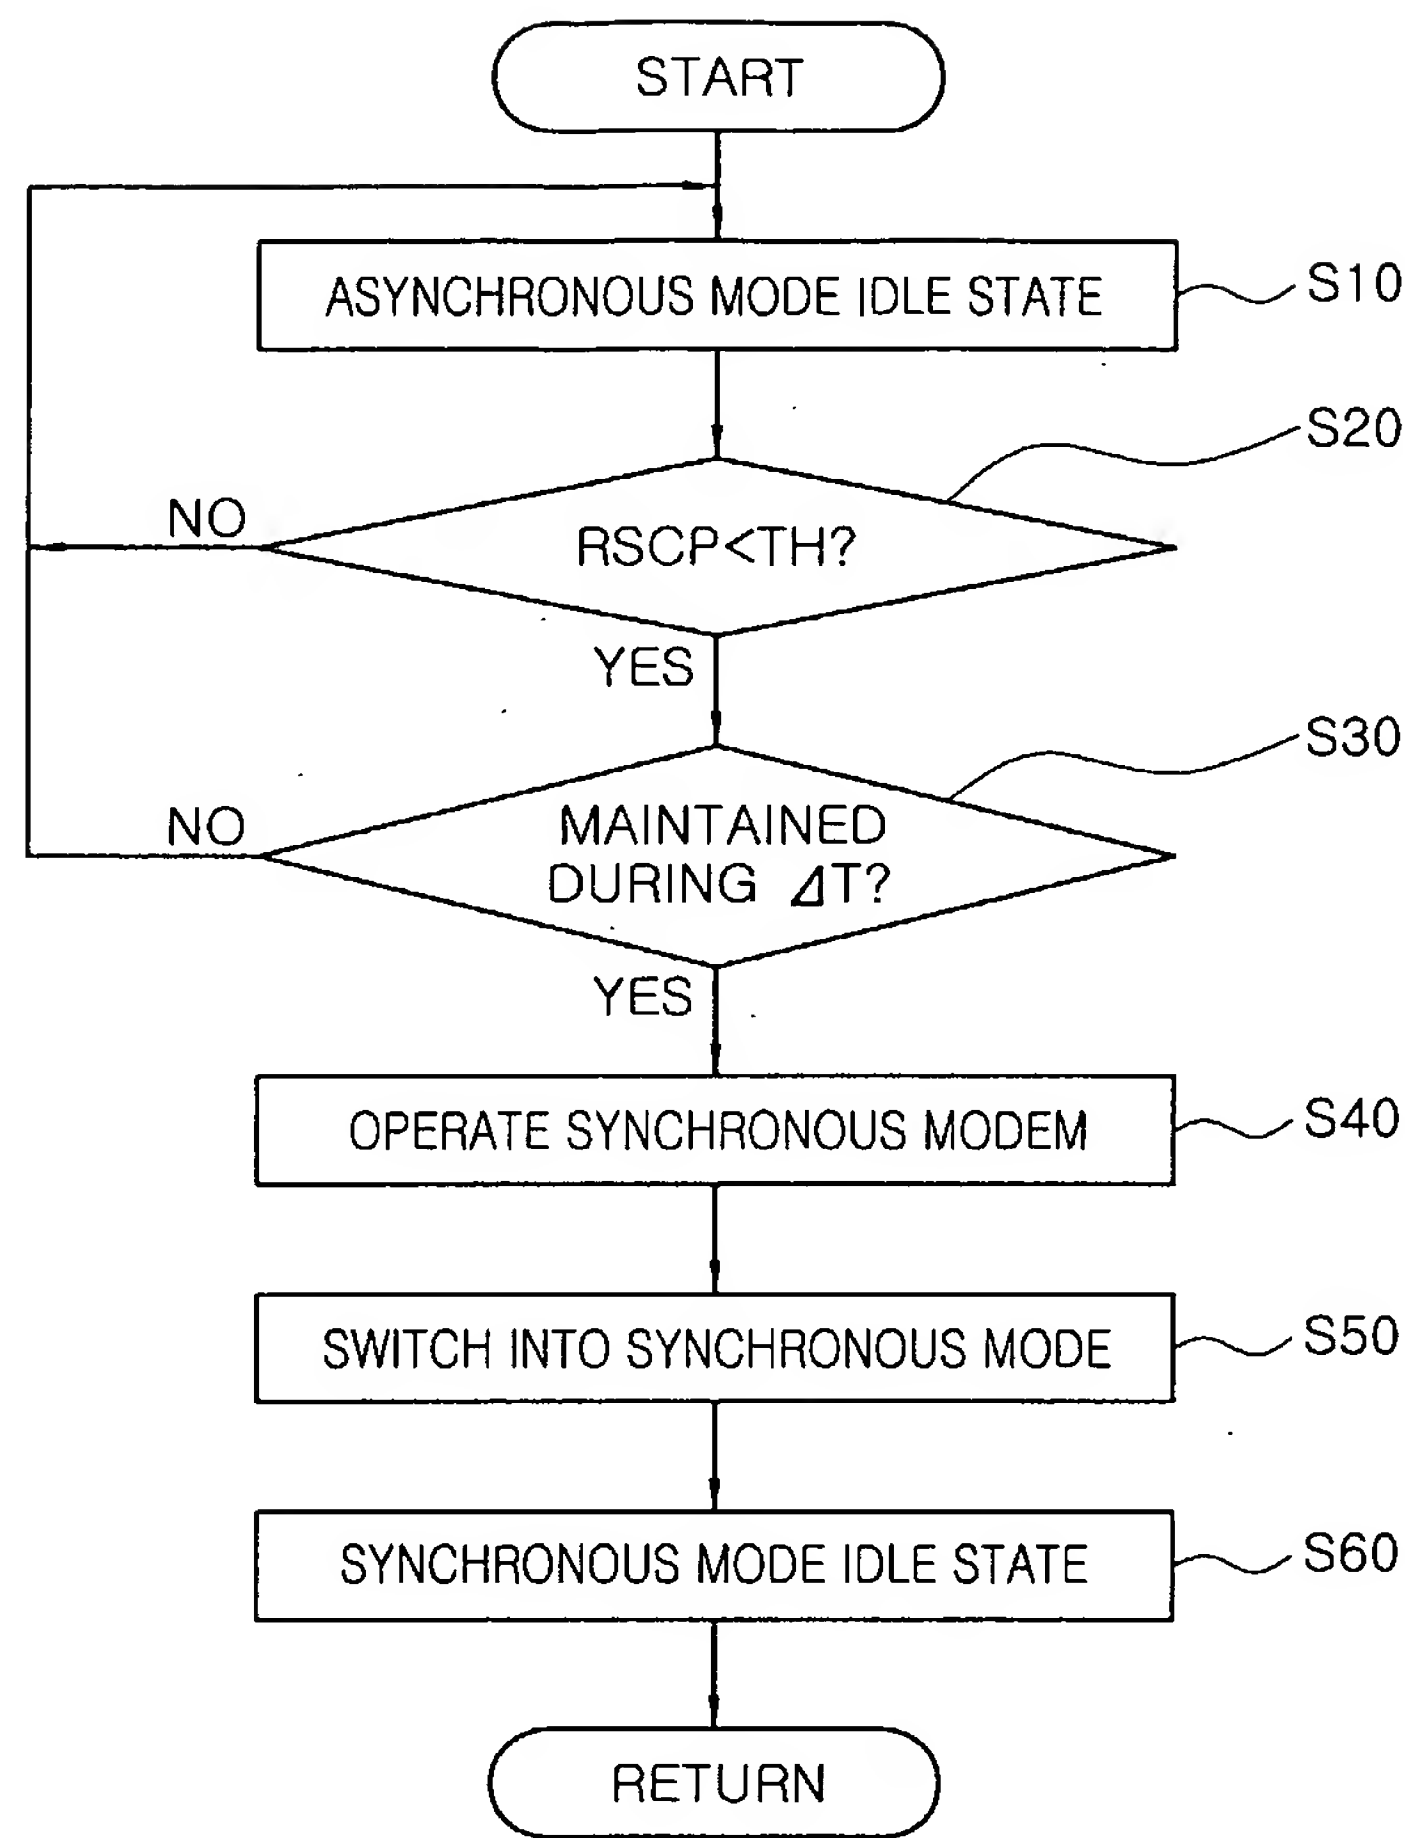 START
ASYNCHRONOUS MODE IDLE STATE
S10
S20
NO
RSCP<TH?
YES
S30
NO
MAINTAINED
DURING ΔT?
YES
OPERATE SYNCHRONOUS MODEM
S40
SWITCH INTO SYNCHRONOUS MODE
S50
SYNCHRONOUS MODE IDLE STATE
S60
RETURN